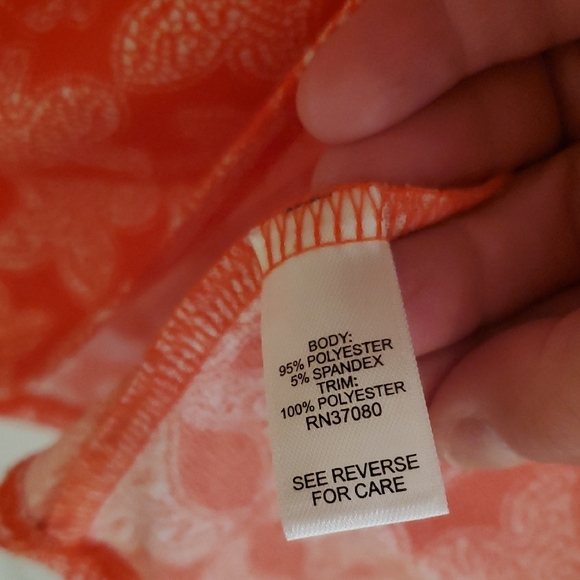 BODY:
95% POLYESTER
5% SPANDEX
TRIM:
100% POLYESTER
RN37080
SEE REVERSE
FOR CARE